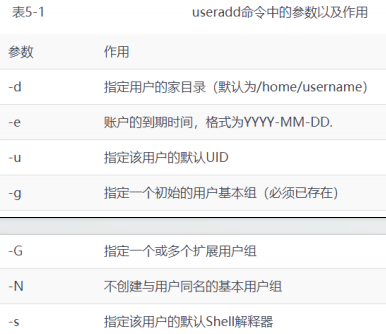 表5-1 useradd命令中的参数以及作用
参数 作用
-d 指定用户的家目录（默认为/home/username）
-e 账户的到期时间，格式为YYYY-MM-DD.
-u 指定该用户的默认UID
-g 指定一个初始的用户基本组（必须已存在）
-G 指定一个或多个扩展用户组
-N 不创建与用户同名的基本用户组
-s 指定该用户的默认Shell解释器